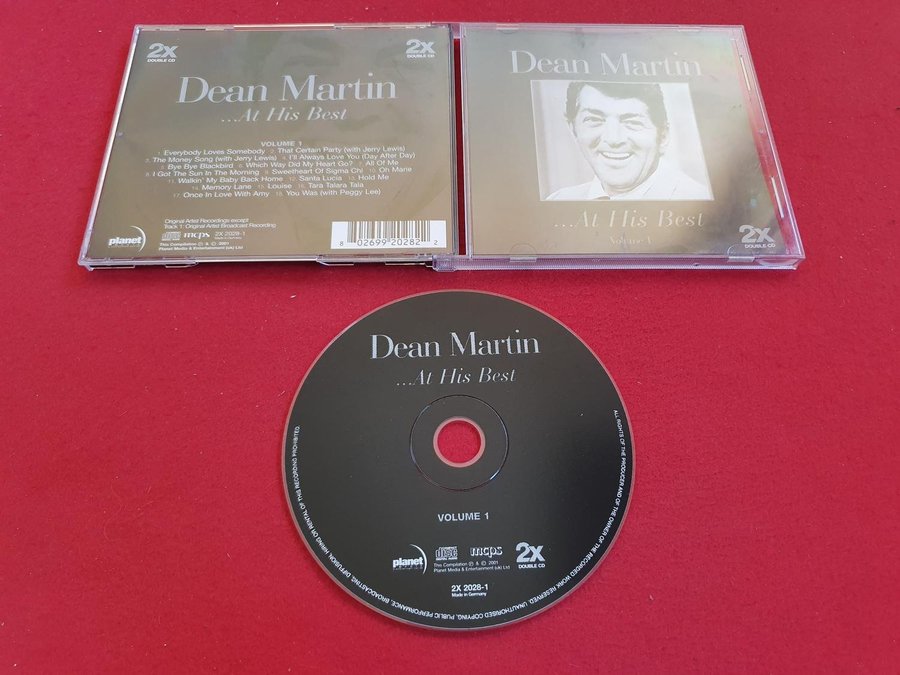 2x
DOUBLE CD
2x
DOUBLE CD
Dean Martin
...At His Best
VOLUME 1
1. Everybody Loves Somebody 2. That Certain Party (with Jerry Lewis)
3. The Money Song (with Jerry Lewis) 4. I'll Always Love You (Day After Day)
5. Bye Bye Blackbird 6. Which Way Did My Heart Go? 7. All Of Me
8. I Got The Sun In The Morning 9. Sweetheart Of Sigma Chi 10. Oh Marie
11. Walkin' My Baby Back Home 12. Santa Lucia 13. Hold Me
14. Memory Lane 15. Louise 16. Tara Talara Tala
17. Once In Love With Amy 18. You Was (with Peggy Lee)
Original Artist Recordings except
Track 1: Original Artist Broadcast Recording
planet
mcps
2X 2028-1
Made in Germany
This Compilation ℗ & © 2001
Planet Media & Entertainment (uk) Ltd
8 02699 20282 2
Dean Martin
...At His Best
Volume 1
2x
DOUBLE CD
Dean Martin
...At His Best
VOLUME 1
planet
mcps
2x
DOUBLE CD
This Compilation ℗ & © 2001
Planet Media & Entertainment (uk) Ltd
2X 2028-1
Made in Germany
ALL RIGHTS OF THE PRODUCER AND OF THE OWNER OF THE RECORDED WORK RESERVED. UNAUTHORISED COPYING, PUBLIC PERFORMANCE, BROADCASTING, DIFFUSION, HIRING OR RENTAL OF THIS RECORDING PROHIBITED.